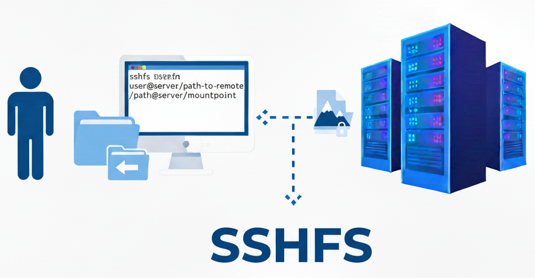 sshfs
user@server/path-to-remote
/path@server/mountpoint
SSHFS